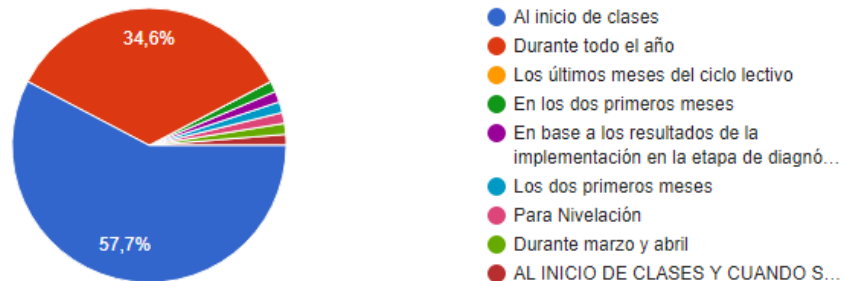 34,6%
57,7%
Al inicio de clases
Durante todo el año
Los últimos meses del ciclo lectivo
En los dos primeros meses
En base a los resultados de la
implementación en la etapa de diagnó...
Los dos primeros meses
Para Nivelación
Durante marzo y abril
AL INICIO DE CLASES Y CUANDO S...